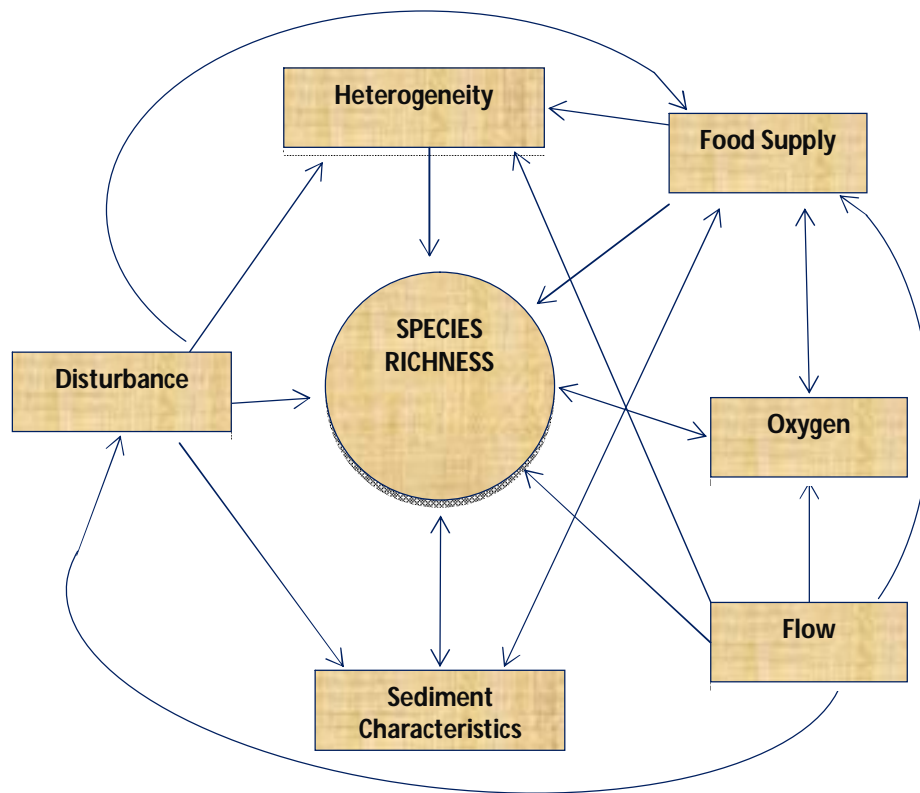 Heterogeneity
Food Supply
SPECIES
RICHNESS
Disturbance
Oxygen
Flow
Sediment
Characteristics